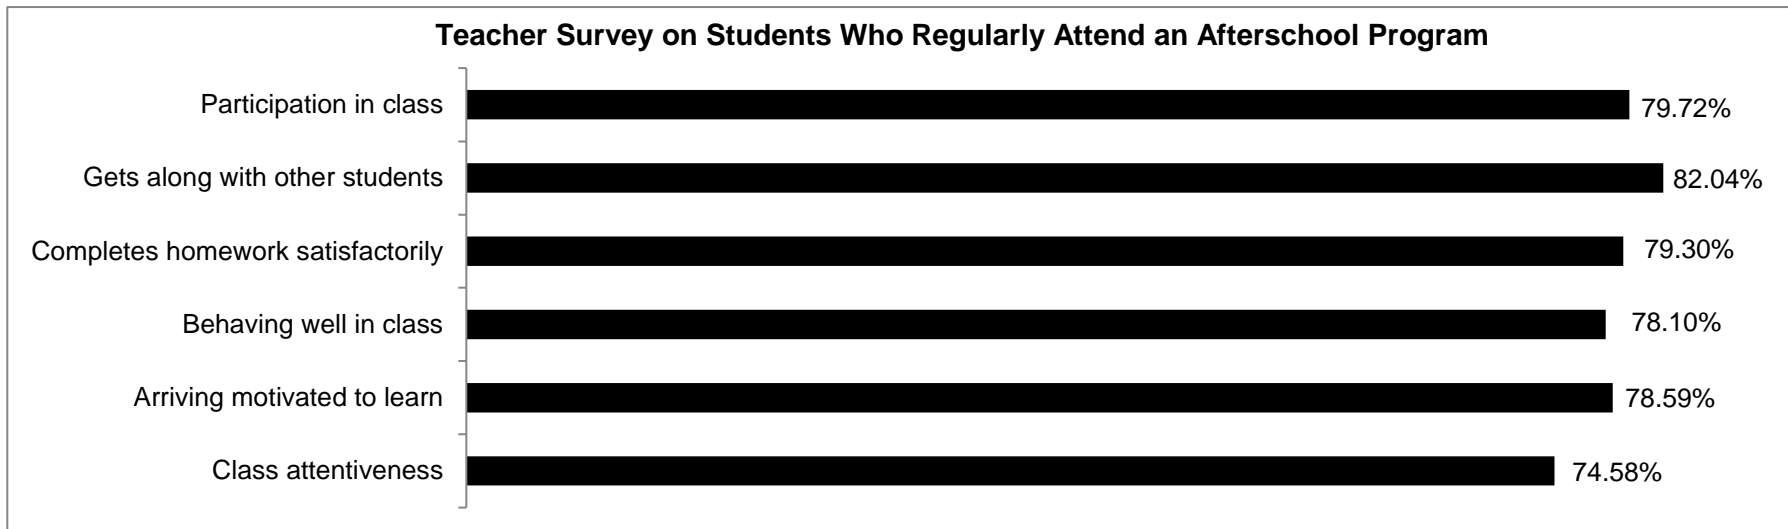 Teacher Survey on Students Who Regularly Attend an Afterschool Program
Participation in class 79.72%
Gets along with other students 82.04%
Completes homework satisfactorily 79.30%
Behaving well in class 78.10%
Arriving motivated to learn 78.59%
Class attentiveness 74.58%